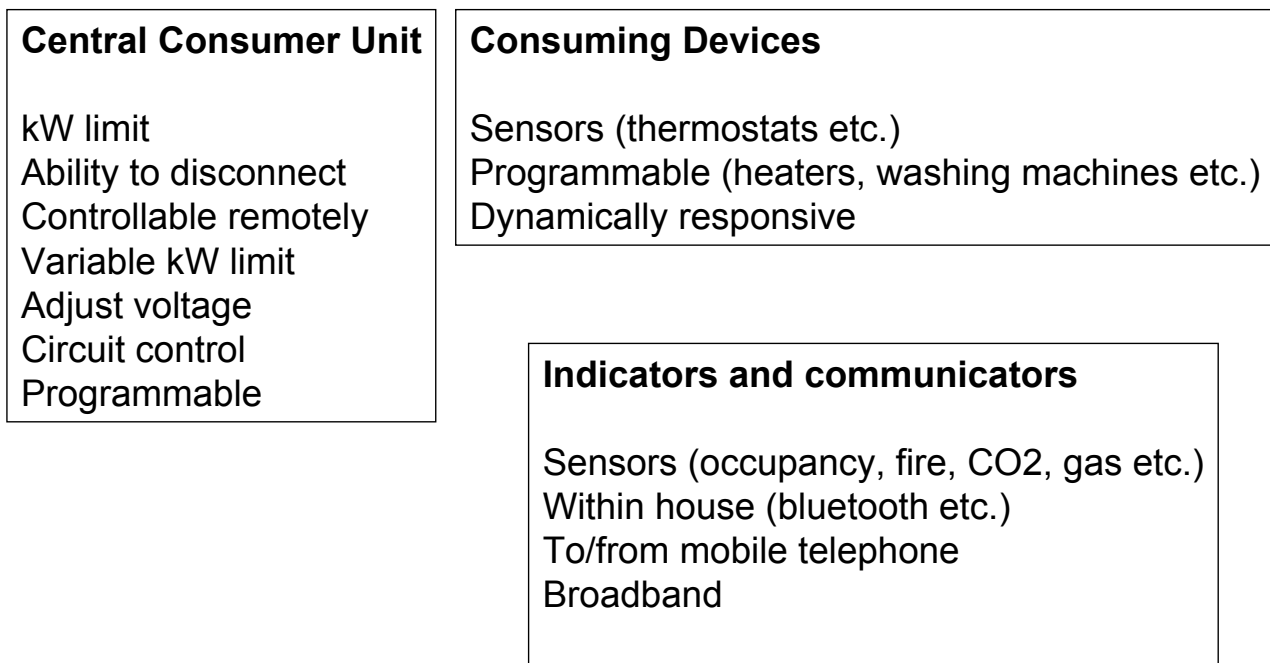 Central Consumer Unit
kW limit
Ability to disconnect
Controllable remotely
Variable kW limit
Adjust voltage
Circuit control
Programmable
Consuming Devices
Sensors (thermostats etc.)
Programmable (heaters, washing machines etc.)
Dynamically responsive
Indicators and communicators
Sensors (occupancy, fire, CO2, gas etc.)
Within house (bluetooth etc.)
To/from mobile telephone
Broadband